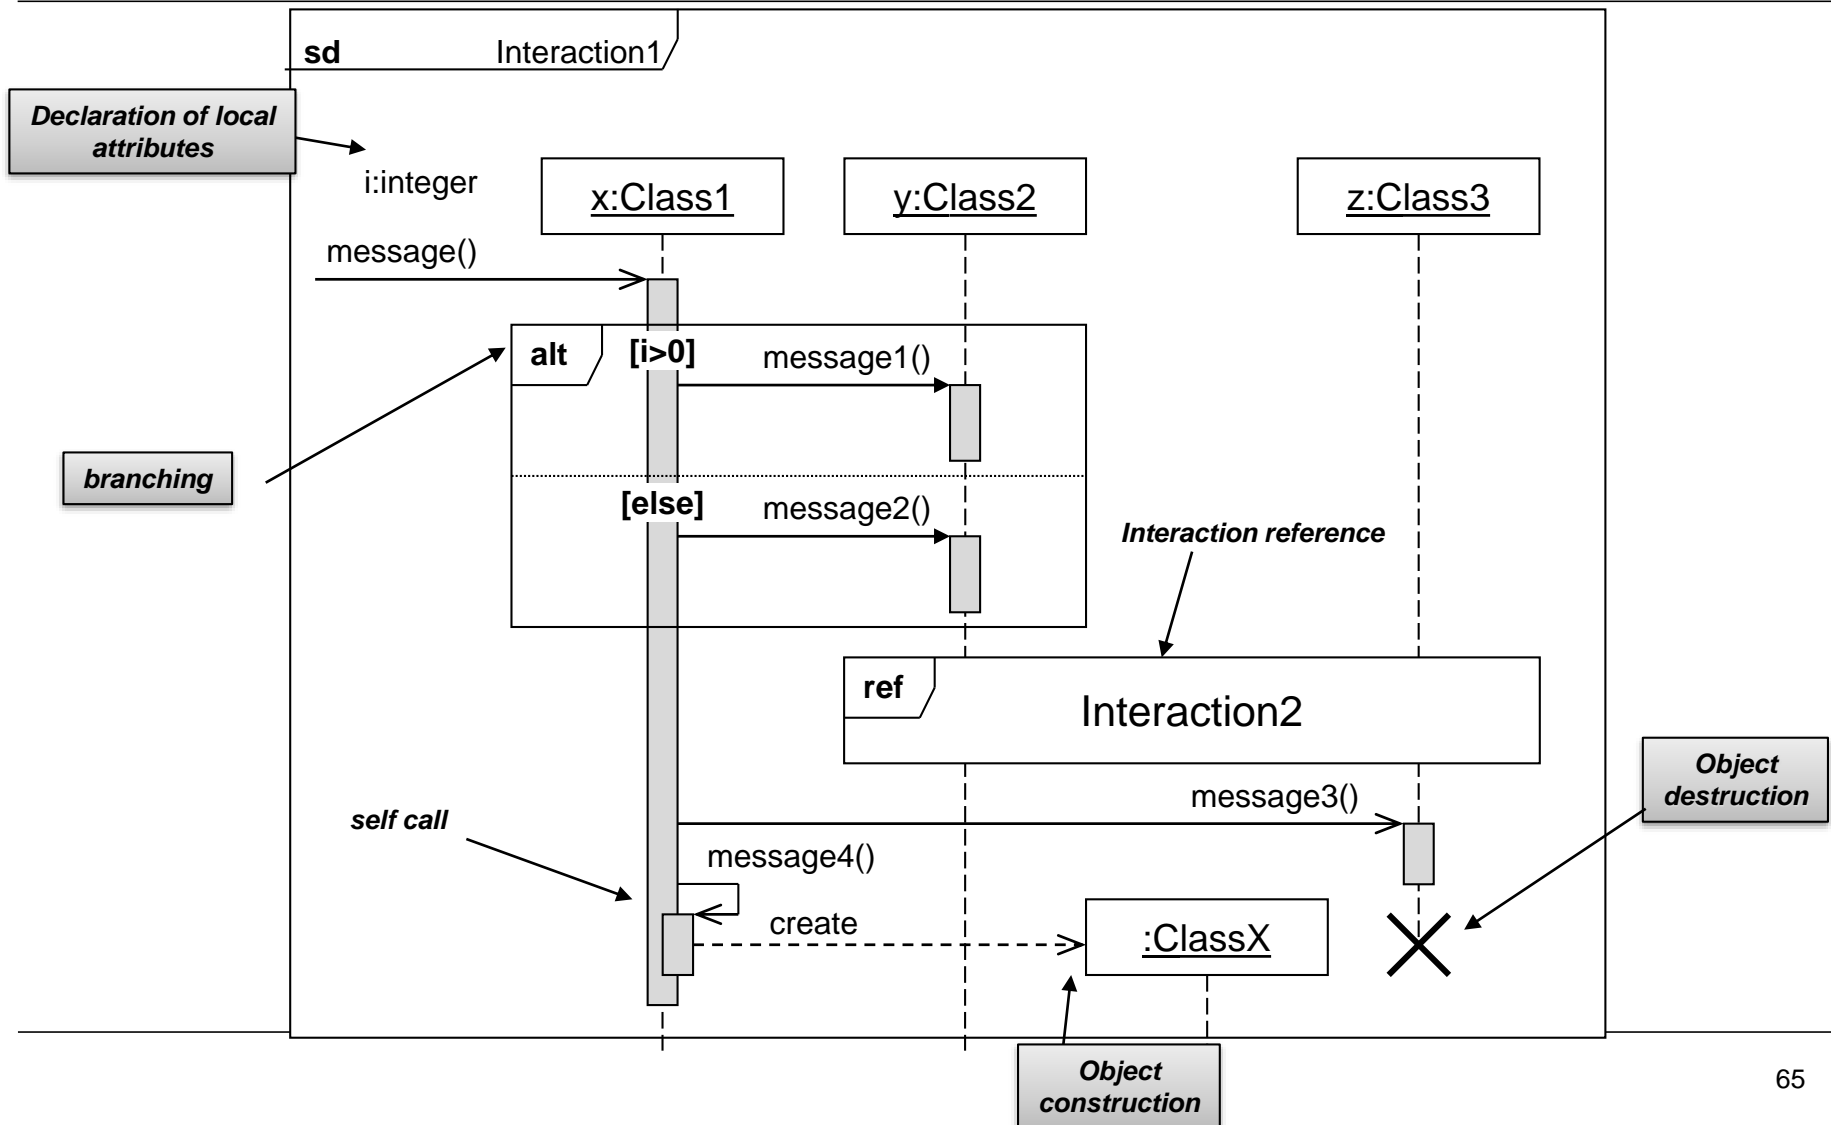 sd Interaction1
Declaration of local
attributes
i:integer
x:Class1 y:Class2 z:Class3
message()
alt [i>0] message1()
branching
[else] message2()
Interaction reference
ref
Interaction2
Object
destruction
message3()
self call
message4()
create
:ClassX
Object
construction
65